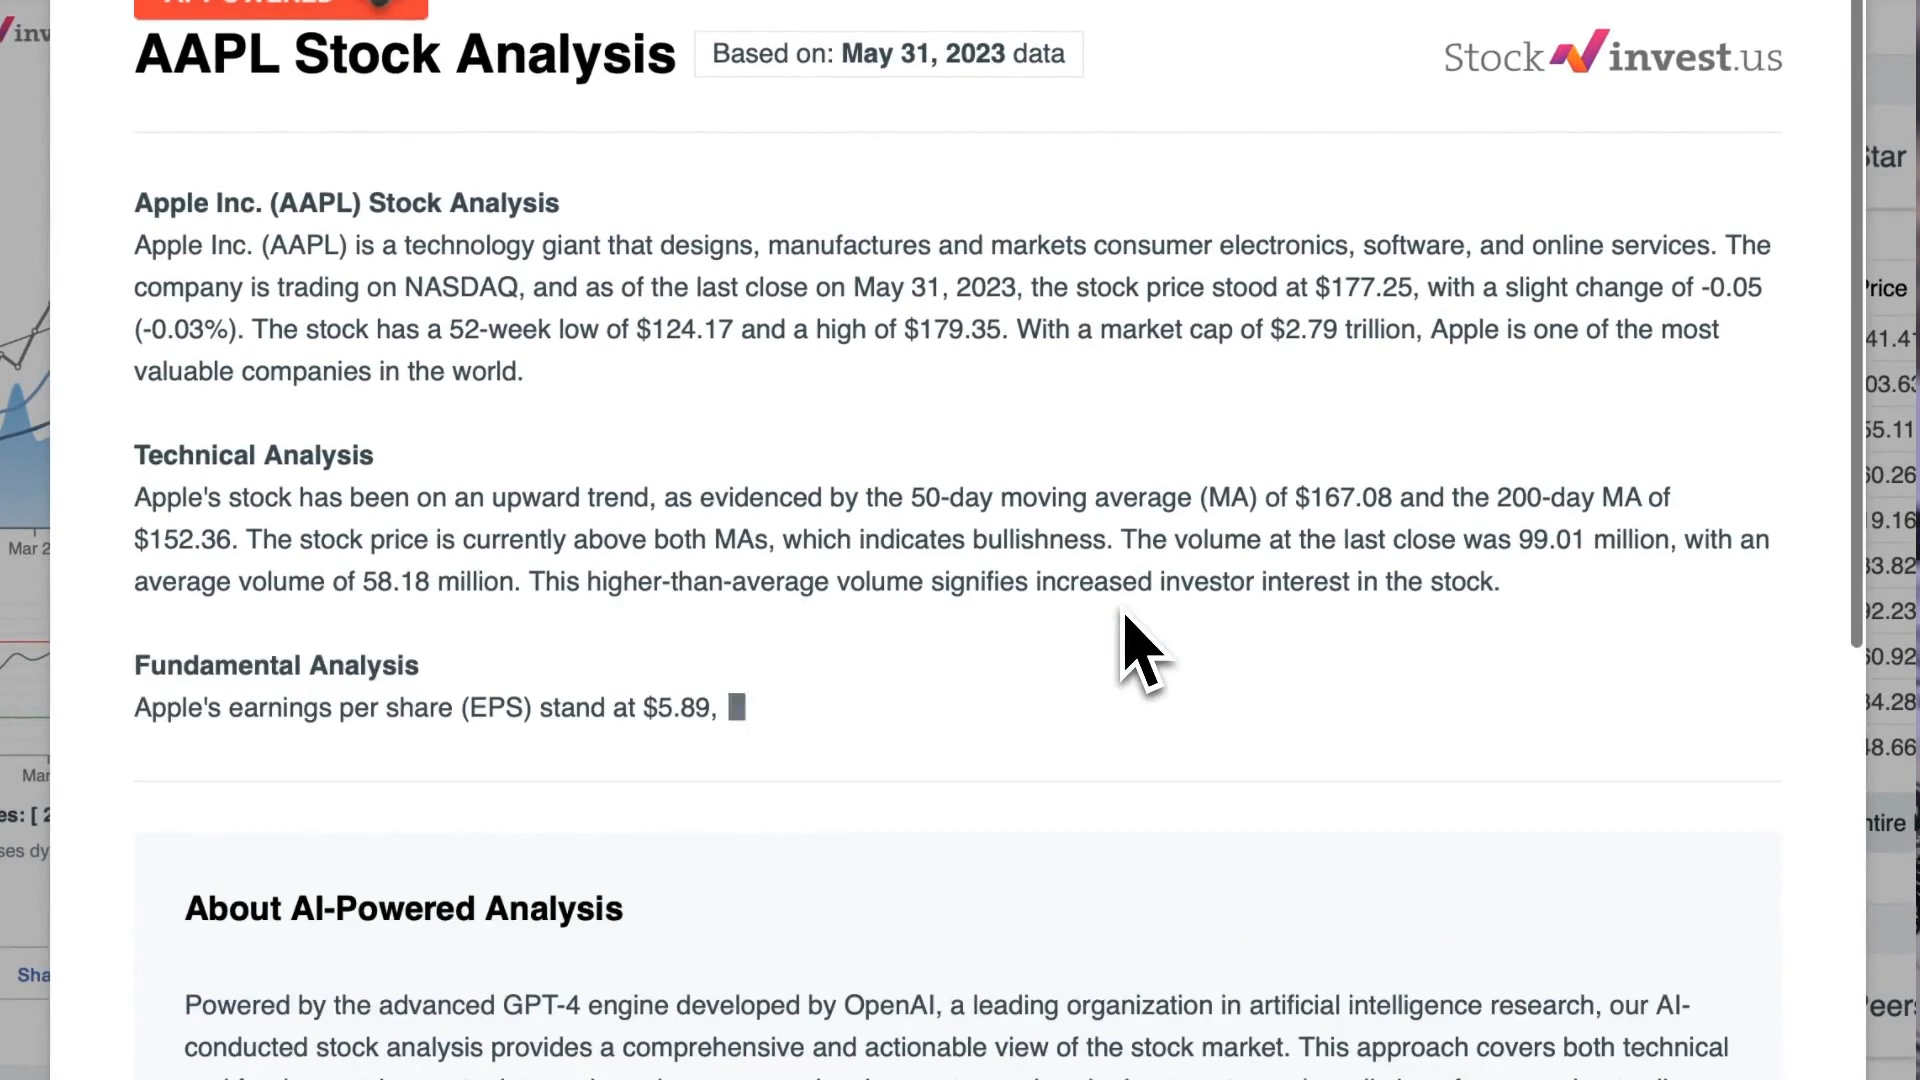 AAPL Stock Analysis
Based on: May 31, 2023 data
Stock invest.us
Apple Inc. (AAPL) Stock Analysis
Apple Inc. (AAPL) is a technology giant that designs, manufactures and markets consumer electronics, software, and online services. The
company is trading on NASDAQ, and as of the last close on May 31, 2023, the stock price stood at $177.25, with a slight change of -0.05
(-0.03%). The stock has a 52-week low of $124.17 and a high of $179.35. With a market cap of $2.79 trillion, Apple is one of the most
valuable companies in the world.
Technical Analysis
Apple's stock has been on an upward trend, as evidenced by the 50-day moving average (MA) of $167.08 and the 200-day MA of
$152.36. The stock price is currently above both MAs, which indicates bullishness. The volume at the last close was 99.01 million, with an
average volume of 58.18 million. This higher-than-average volume signifies increased investor interest in the stock.
Fundamental Analysis
Apple's earnings per share (EPS) stand at $5.89,
About AI-Powered Analysis
Powered by the advanced GPT-4 engine developed by OpenAI, a leading organization in artificial intelligence research, our AI-
conducted stock analysis provides a comprehensive and actionable view of the stock market. This approach covers both technical